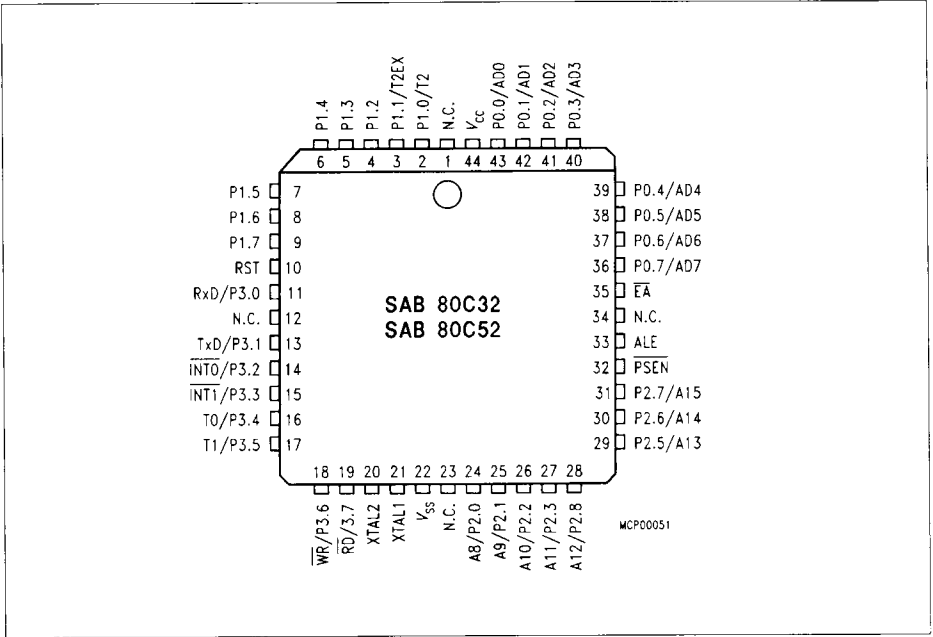 P1.4
P1.3
P1.2
P1.1/T2EX
P1.0/T2
N.C.
VCC
P0.0/AD0
P0.1/AD1
P0.2/AD2
P0.3/AD3
6 5 4 3 2 1 44 43 42 41 40
P1.5 7
P1.6 8
P1.7 9
RST 10
RxD/P3.0 11
N.C. 12
TxD/P3.1 13
INT0/P3.2 14
INT1/P3.3 15
T0/P3.4 16
T1/P3.5 17
SAB 80C32
SAB 80C52
39 P0.4/AD4
38 P0.5/AD5
37 P0.6/AD6
36 P0.7/AD7
35 EA
34 N.C.
33 ALE
32 PSEN
31 P2.7/A15
30 P2.6/A14
29 P2.5/A13
18 19 20 21 22 23 24 25 26 27 28
WR/P3.6
RD/3.7
XTAL2
XTAL1
VSS
N.C.
A8/P2.0
A9/P2.1
A10/P2.2
A11/P2.3
A12/P2.8
MCP00051